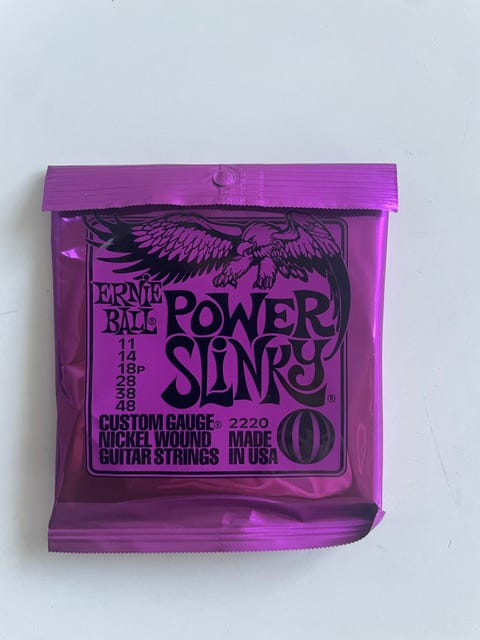 ERNiE
BALL®
POWER
SLiNKY®
11
14
18P
28
38
48
CUSTOM GAUGE®
NICKEL WOUND
GUITAR STRINGS
2220
MADE
IN USA